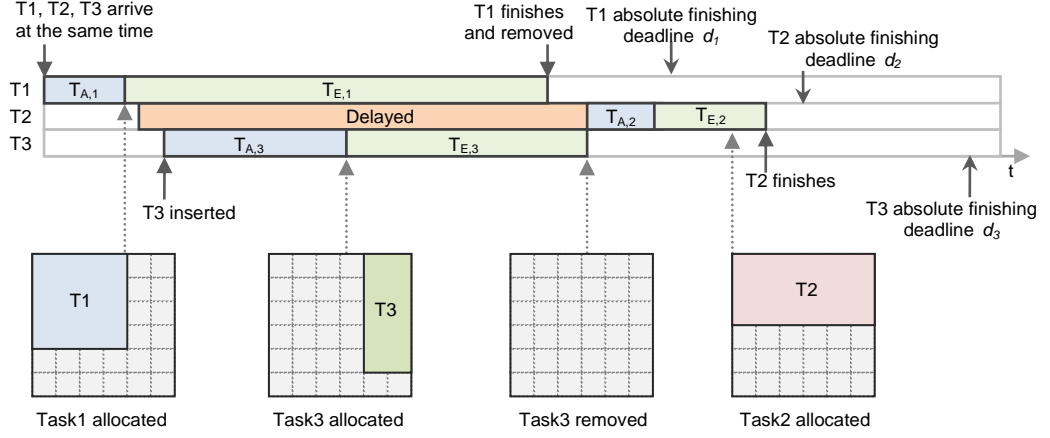 T1, T2, T3 arrive
at the same time
T1 finishes
and removed
T1 absolute finishing
deadline d1
T2 absolute finishing
deadline d2
T1
TA,1
TE,1
T2
Delayed
TA,2
TE,2
T3
TA,3
TE,3
t
T3 inserted
T2 finishes
T3 absolute finishing
deadline d3
T1
T3
T2
Task1 allocated
Task3 allocated
Task3 removed
Task2 allocated